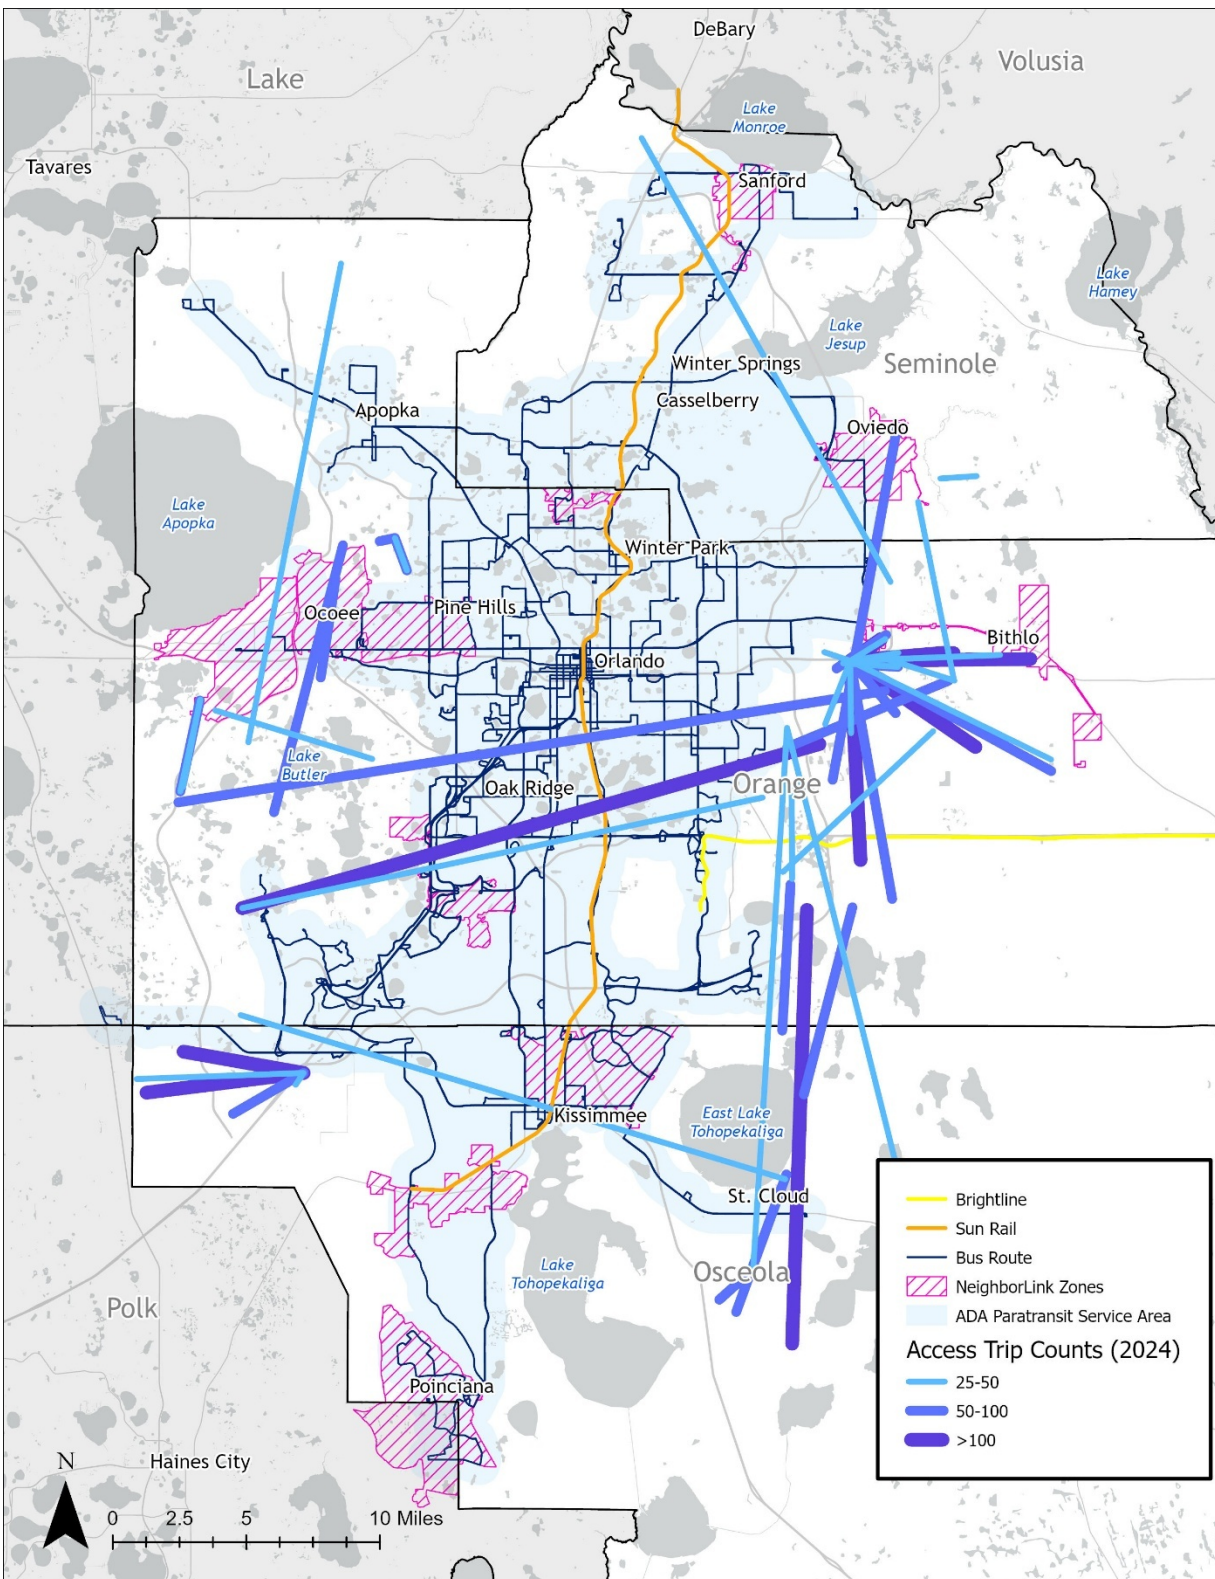 DeBary
Volusia
Lake
Lake
Monroe
Tavares
Sanford
Lake
Harney
Lake
Jesup
Seminole
Winter Springs
Casselberry
Apopka
Oviedo
Lake
Apopka
Winter Park
Pine Hills
Ocoee
Bithlo
Orlando
Lake
Butler
Oak Ridge
Orange
Kissimmee
East Lake
Tohopekaliga
St. Cloud
Osceola
Lake
Tohopekaliga
Polk
Poinciana
Haines City
N
0 2.5 5 10 Miles
Brightline
Sun Rail
Bus Route
NeighborLink Zones
ADA Paratransit Service Area
Access Trip Counts (2024)
25-50
50-100
>100